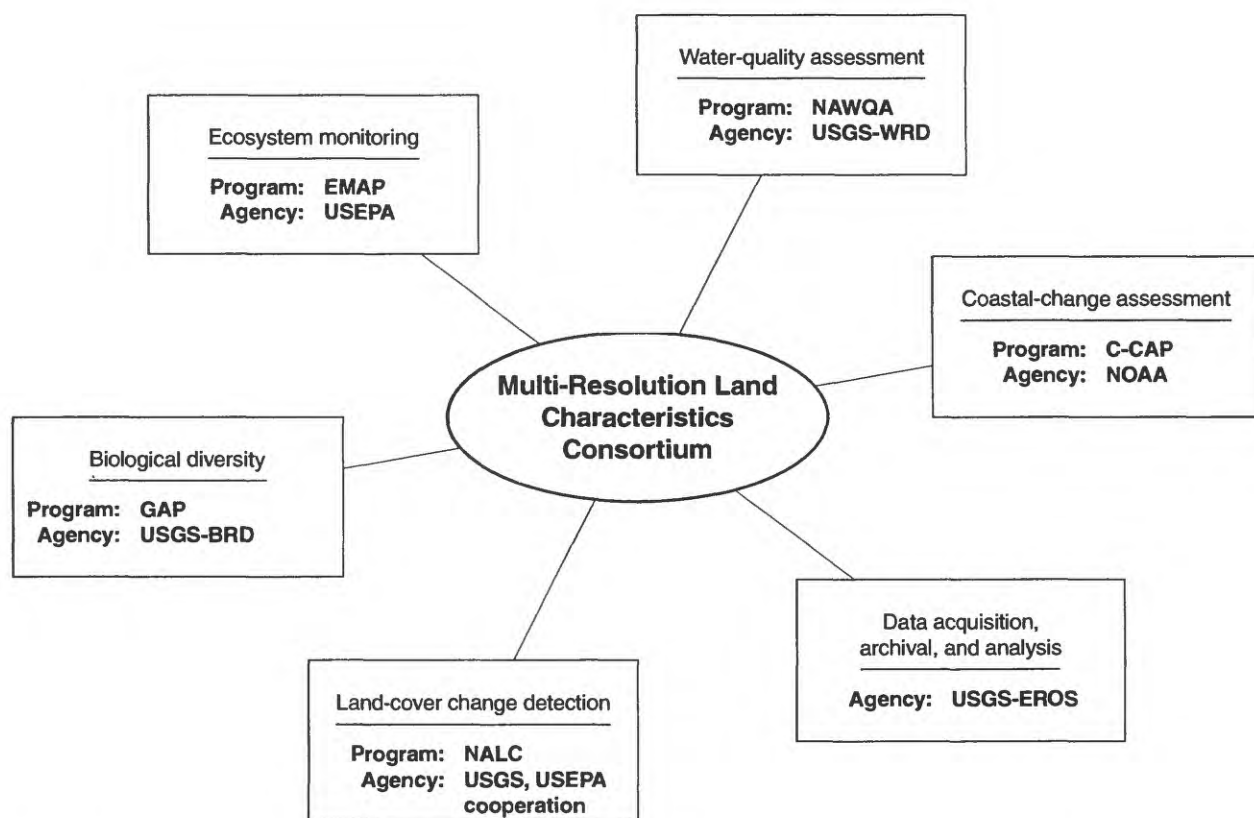 Water-quality assessment
Program: NAWQA
Agency: USGS-WRD
Ecosystem monitoring
Program: EMAP
Agency: USEPA
Coastal-change assessment
Program: C-CAP
Agency: NOAA
Multi-Resolution Land
Characteristics
Consortium
Biological diversity
Program: GAP
Agency: USGS-BRD
Data acquisition,
archival, and analysis
Agency: USGS-EROS
Land-cover change detection
Program: NALC
Agency: USGS, USEPA
cooperation